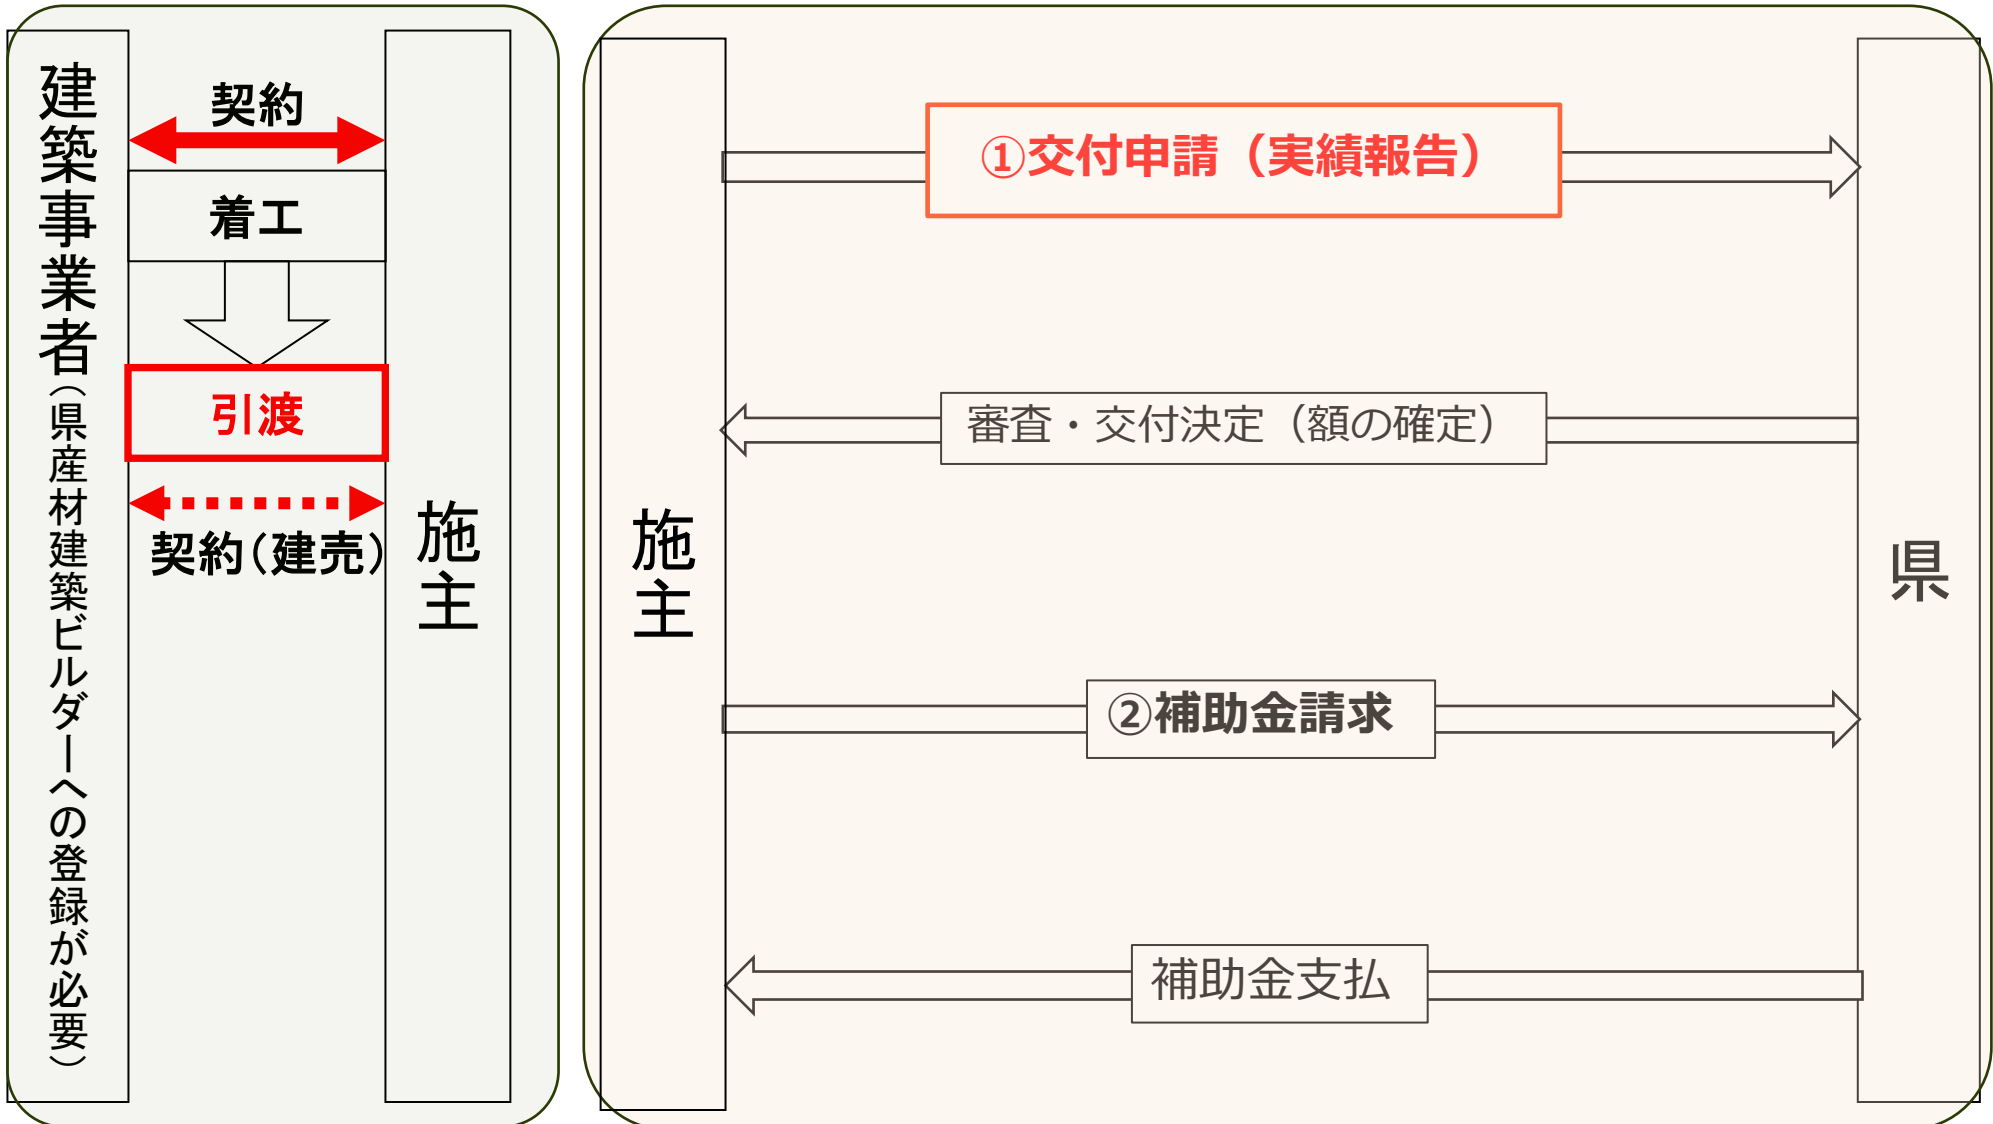 建築事業者（県産材建築ビルダーへの登録が必要）
契約
着工
引渡
契約（建売）
施主
施主
①交付申請（実績報告）
審査・交付決定（額の確定）
②補助金請求
補助金支払
県